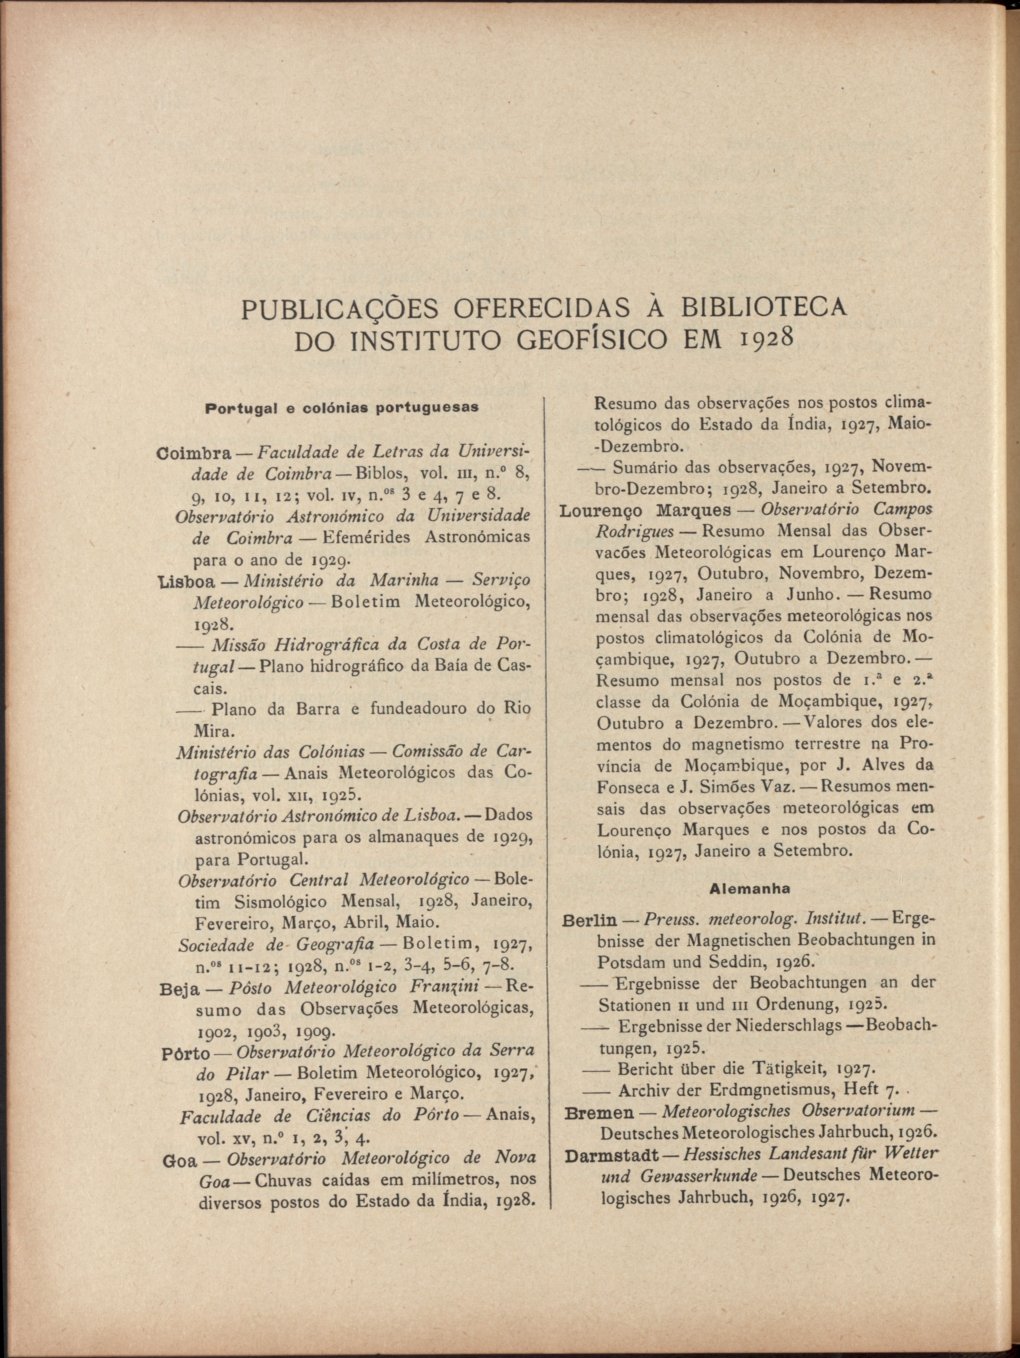 PUBLICAÇÕES OFERECIDAS À BIBLIOTECA
DO INSTITUTO GEOFÍSICO EM 1928
Portugal e colónias portuguesas
Coimbra — Faculdade de Letras da Universi-
dade de Coimbra — Biblos, vol. III, n.º 8,
9, 10, 11, 12; vol. IV, n.ºs 3 e 4, 7 e 8.
Observatório Astronómico da Universidade
de Coimbra — Efemérides Astronómicas
para o ano de 1929.
Lisboa — Ministério da Marinha — Serviço
Meteorológico — Boletim Meteorológico,
1928.
—— Missão Hidrográfica da Costa de Por-
tugal — Plano hidrográfico da Baía de Cas-
cais.
—— Plano da Barra e fundeadouro do Rio
Mira.
Ministério das Colónias — Comissão de Car-
tografia — Anais Meteorológicos das Co-
lónias, vol. XII, 1925.
Observatório Astronómico de Lisboa. — Dados
astronómicos para os almanaques de 1929,
para Portugal.
Observatório Central Meteorológico — Bole-
tim Sismológico Mensal, 1928, Janeiro,
Fevereiro, Março, Abril, Maio.
Sociedade de Geografia — Boletim, 1927,
n.ºs 11-12; 1928, n.ºs 1-2, 3-4, 5-6, 7-8.
Beja — Pôsto Meteorológico Franzini — Re-
sumo das Observações Meteorológicas,
1902, 1903, 1909.
Pôrto — Observatório Meteorológico da Serra
do Pilar — Boletim Meteorológico, 1927,
1928, Janeiro, Fevereiro e Março.
Faculdade de Ciências do Pórto — Anais,
vol. XV, n.º 1, 2, 3, 4.
Goa — Observatório Meteorológico de Nova
Goa — Chuvas caídas em milímetros, nos
diversos postos do Estado da Índia, 1928.
Resumo das observações nos postos clima-
tológicos do Estado da Índia, 1927, Maio-
-Dezembro.
—— Sumário das observações, 1927, Novem-
bro-Dezembro; 1928, Janeiro a Setembro.
Lourenço Marques — Observatório Campos
Rodrigues — Resumo Mensal das Obser-
vacões Meteorológicas em Lourenço Mar-
ques, 1927, Outubro, Novembro, Dezem-
bro; 1928, Janeiro a Junho. — Resumo
mensal das observações meteorológicas nos
postos climatológicos da Colónia de Mo-
çambique, 1927, Outubro a Dezembro. —
Resumo mensal nos postos de 1.ª e 2.ª
classe da Colónia de Moçambique, 1927,
Outubro a Dezembro. — Valores dos ele-
mentos do magnetismo terrestre na Pro-
víncia de Moçambique, por J. Alves da
Fonseca e J. Simões Vaz. — Resumos men-
sais das observações meteorológicas em
Lourenço Marques e nos postos da Co-
lónia, 1927, Janeiro a Setembro.
Alemanha
Berlin — Preuss. meteorolog. Institut. — Erge-
bnisse der Magnetischen Beobachtungen in
Potsdam und Seddin, 1926.
—— Ergebnisse der Beobachtungen an der
Stationen II und III Ordenung, 1925.
—— Ergebnisse der Niederschlags — Beobach-
tungen, 1925.
—— Bericht über die Tätigkeit, 1927.
—— Archiv der Erdmgnetismus, Heft 7.
Bremen — Meteorologisches Observatorium —
Deutsches Meteorologisches Jahrbuch, 1926.
Darmstadt — Hessisches Landesant für Wetter
und Gewasserkunde — Deutsches Meteoro-
logisches Jahrbuch, 1926, 1927.